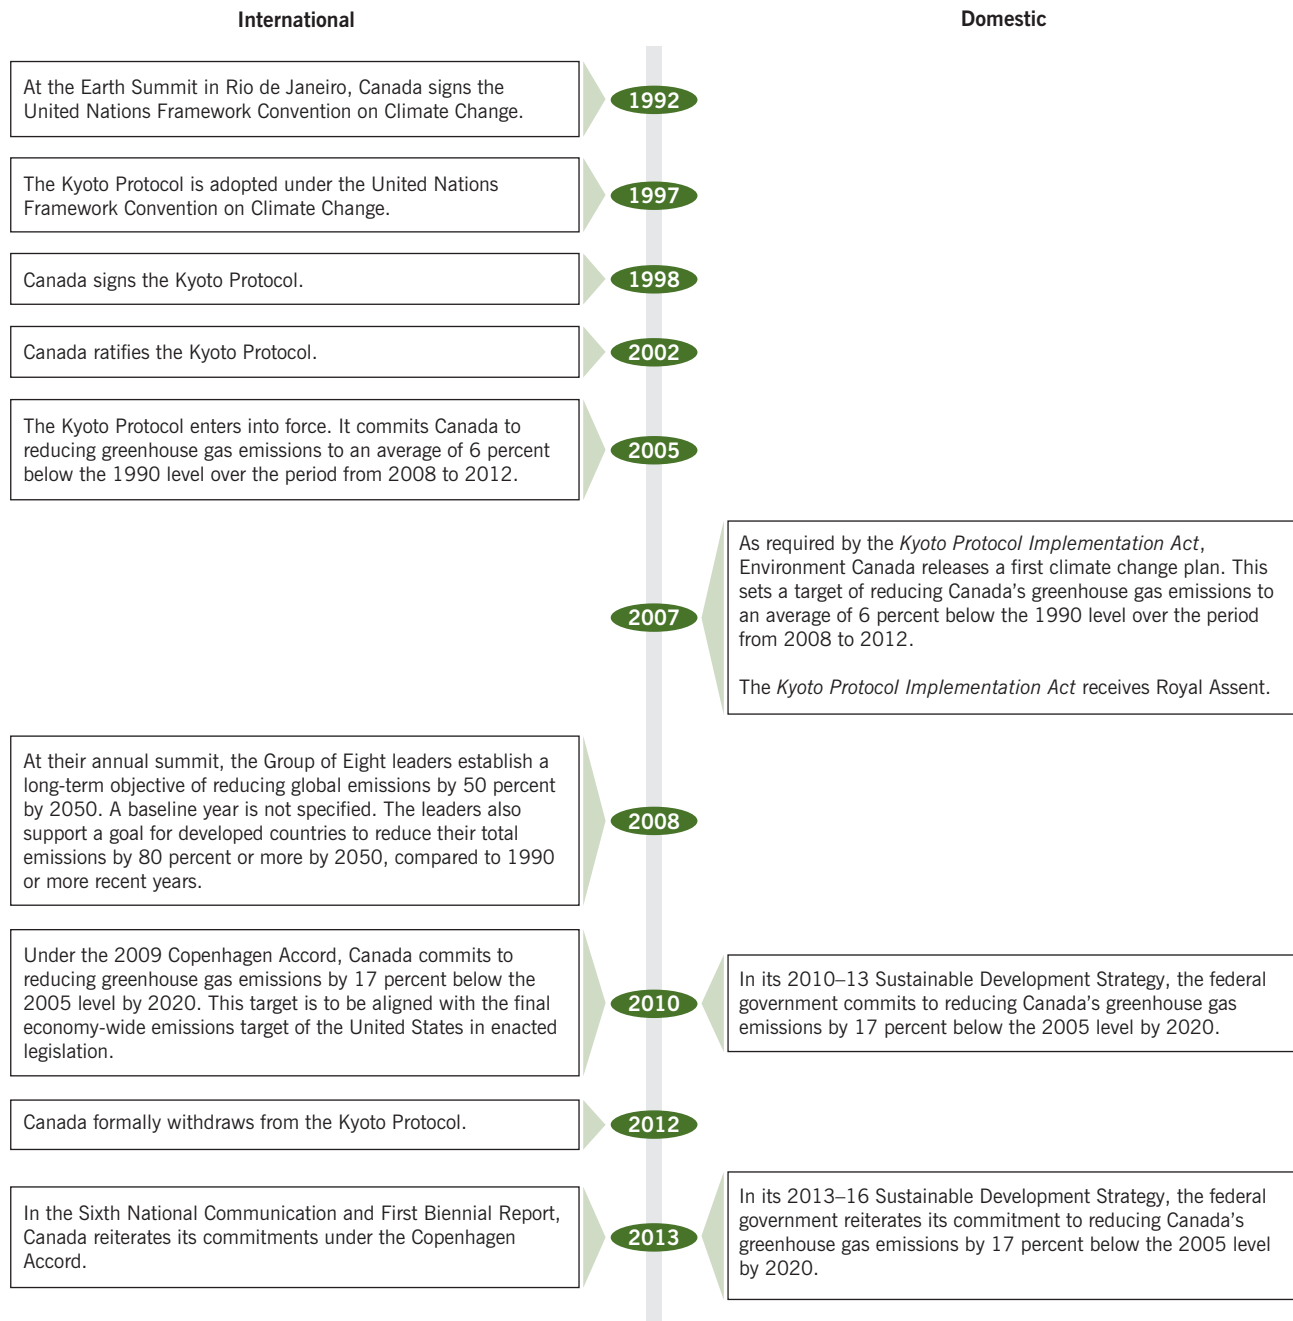 International
Domestic
At the Earth Summit in Rio de Janeiro, Canada signs the
United Nations Framework Convention on Climate Change.
1992
The Kyoto Protocol is adopted under the United Nations
Framework Convention on Climate Change.
1997
Canada signs the Kyoto Protocol.
1998
Canada ratifies the Kyoto Protocol.
2002
The Kyoto Protocol enters into force. It commits Canada to
reducing greenhouse gas emissions to an average of 6 percent
below the 1990 level over the period from 2008 to 2012.
2005
2007
As required by the Kyoto Protocol Implementation Act,
Environment Canada releases a first climate change plan. This
sets a target of reducing Canada’s greenhouse gas emissions to
an average of 6 percent below the 1990 level over the period
from 2008 to 2012.
The Kyoto Protocol Implementation Act receives Royal Assent.
At their annual summit, the Group of Eight leaders establish a
long-term objective of reducing global emissions by 50 percent
by 2050. A baseline year is not specified. The leaders also
support a goal for developed countries to reduce their total
emissions by 80 percent or more by 2050, compared to 1990
or more recent years.
2008
Under the 2009 Copenhagen Accord, Canada commits to
reducing greenhouse gas emissions by 17 percent below the
2005 level by 2020. This target is to be aligned with the final
economy-wide emissions target of the United States in enacted
legislation.
2010
In its 2010–13 Sustainable Development Strategy, the federal
government commits to reducing Canada’s greenhouse gas
emissions by 17 percent below the 2005 level by 2020.
Canada formally withdraws from the Kyoto Protocol.
2012
In the Sixth National Communication and First Biennial Report,
Canada reiterates its commitments under the Copenhagen
Accord.
2013
In its 2013–16 Sustainable Development Strategy, the federal
government reiterates its commitment to reducing Canada’s
greenhouse gas emissions by 17 percent below the 2005 level
by 2020.